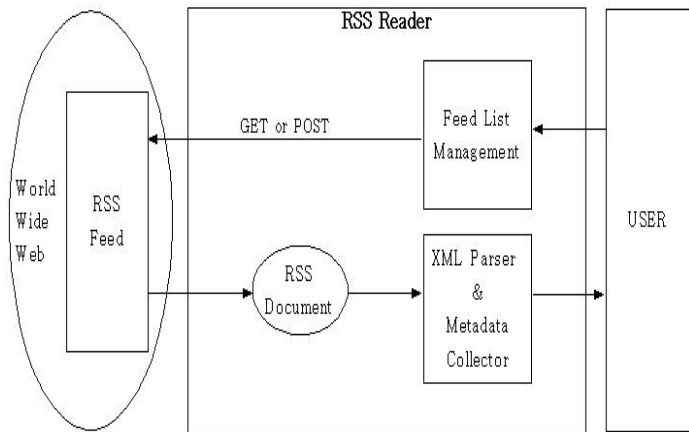 RSS Reader
Feed List
Management
GET or POST
World
Wide
Web
RSS
Feed
USER
RSS
Document
XML Parser
&
Metadada
Collector